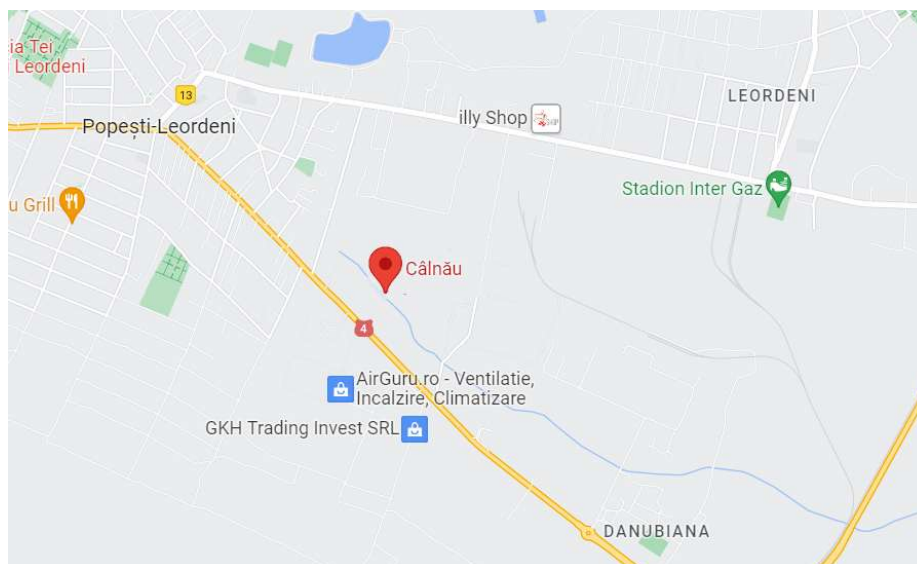 ia Tei
Leordeni
13
Popești-Leordeni
illy Shop
LEORDENI
u Grill
Stadion Inter Gaz
Câlnău
4
AirGuru.ro - Ventilatie,
Incalzire, Climatizare
GKH Trading Invest SRL
DANUBIANA